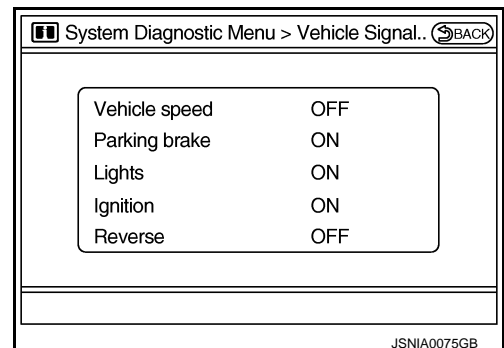 System Diagnostic Menu > Vehicle Signal.. BACK
Vehicle speed OFF
Parking brake ON
Lights ON
Ignition ON
Reverse OFF
JSNIA0075GB